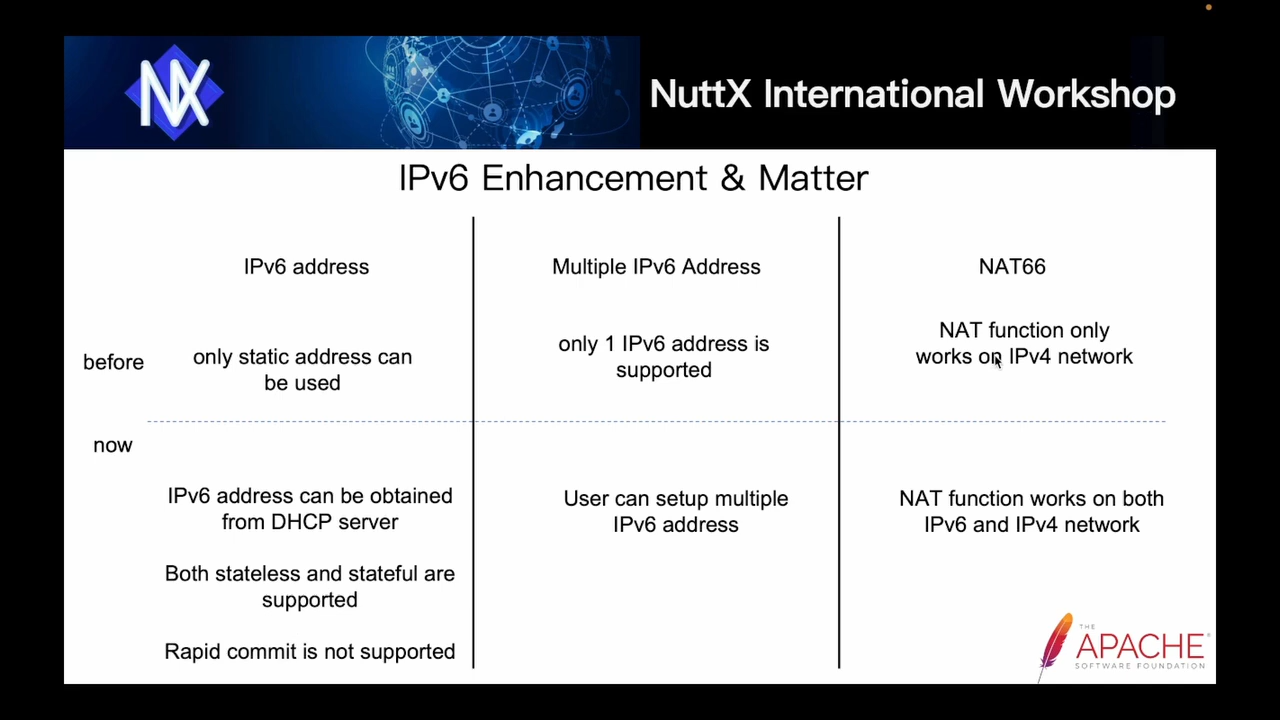 NX
NuttX International Workshop
IPv6 Enhancement & Matter
IPv6 address
Multiple IPv6 Address
NAT66
before
only static address can
be used
only 1 IPv6 address is
supported
NAT function only
works on IPv4 network
now
IPv6 address can be obtained
from DHCP server
Both stateless and stateful are
supported
Rapid commit is not supported
User can setup multiple
IPv6 address
NAT function works on both
IPv6 and IPv4 network
THE
APACHE®
SOFTWARE FOUNDATION